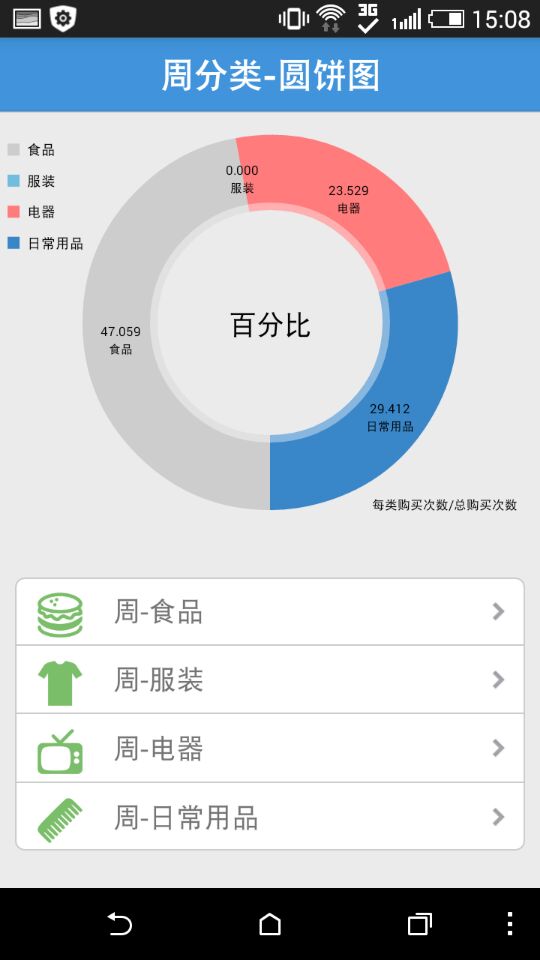 3G
15:08
周分类-圆饼图
食品
服装
电器
日常用品
0.000
服装
23.529
电器
47.059
食品
百分比
29.412
日常用品
每类购买次数/总购买次数
周-食品
周-服装
周-电器
周-日常用品